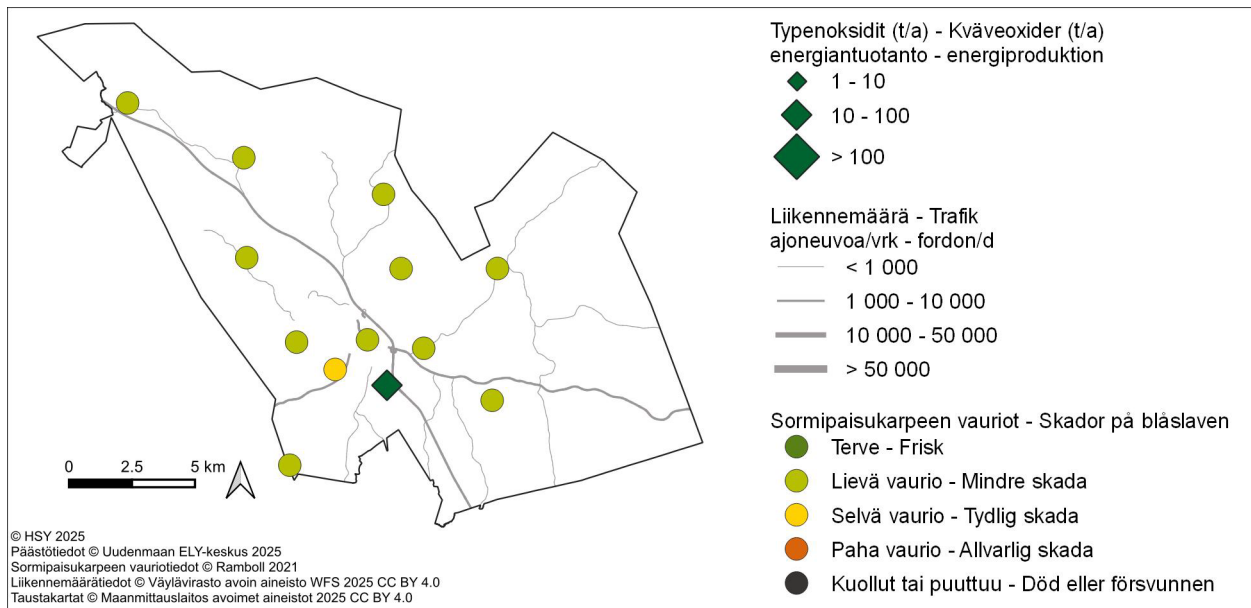 Typenoksidit (t/a) - Kväveoxider (t/a)
energiantuotanto - energiproduktion
1 - 10
10 - 100
> 100
Liikennemäärä - Trafik
ajoneuvoa/vrk - fordon/d
< 1 000
1 000 - 10 000
10 000 - 50 000
> 50 000
Sormipaisukarpeen vauriot - Skador på blåslaven
Terve - Frisk
Lievä vaurio - Mindre skada
Selvä vaurio - Tydlig skada
Paha vaurio - Allvarlig skada
Kuollut tai puuttuu - Död eller försvunnen
0 2.5 5 km
© HSY 2025
Päästötiedot © Uudenmaan ELY-keskus 2025
Sormipaisukarpeen vauriotiedot © Ramboll 2021
Liikennemäärätiedot © Väylävirasto avoin aineisto WFS 2025 CC BY 4.0
Taustakartat © Maanmittauslaitos avoimet aineistot 2025 CC BY 4.0